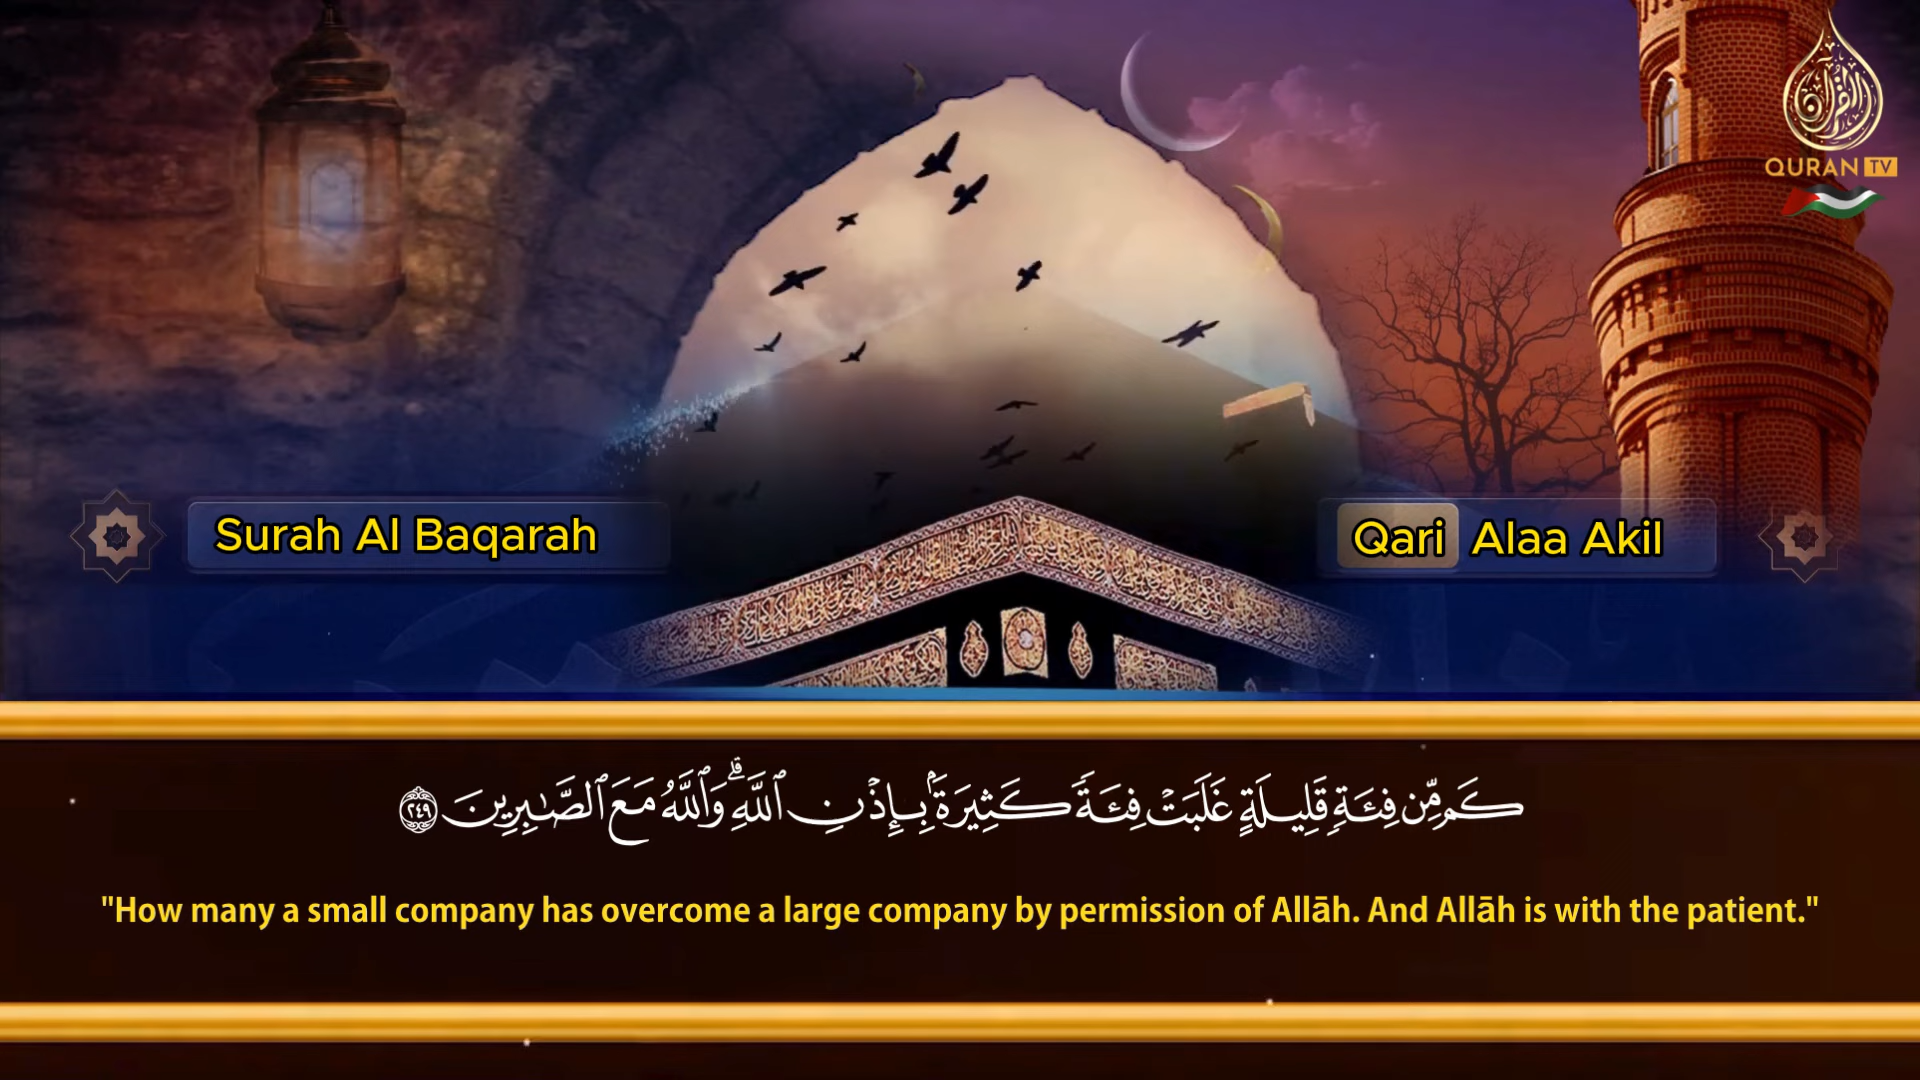 القرآن
QURAN TV
Surah Al Baqarah
Qari Alaa Akil
كَم مِّن فِئَةٍ قَلِيلَةٍ غَلَبَتْ فِئَةً كَثِيرَةً بِإِذْنِ ٱللَّهِ ۗ وَٱللَّهُ مَعَ ٱلصَّـٰبِرِينَ ٢٤٩
"How many a small company has overcome a large company by permission of Allāh. And Allāh is with the patient."